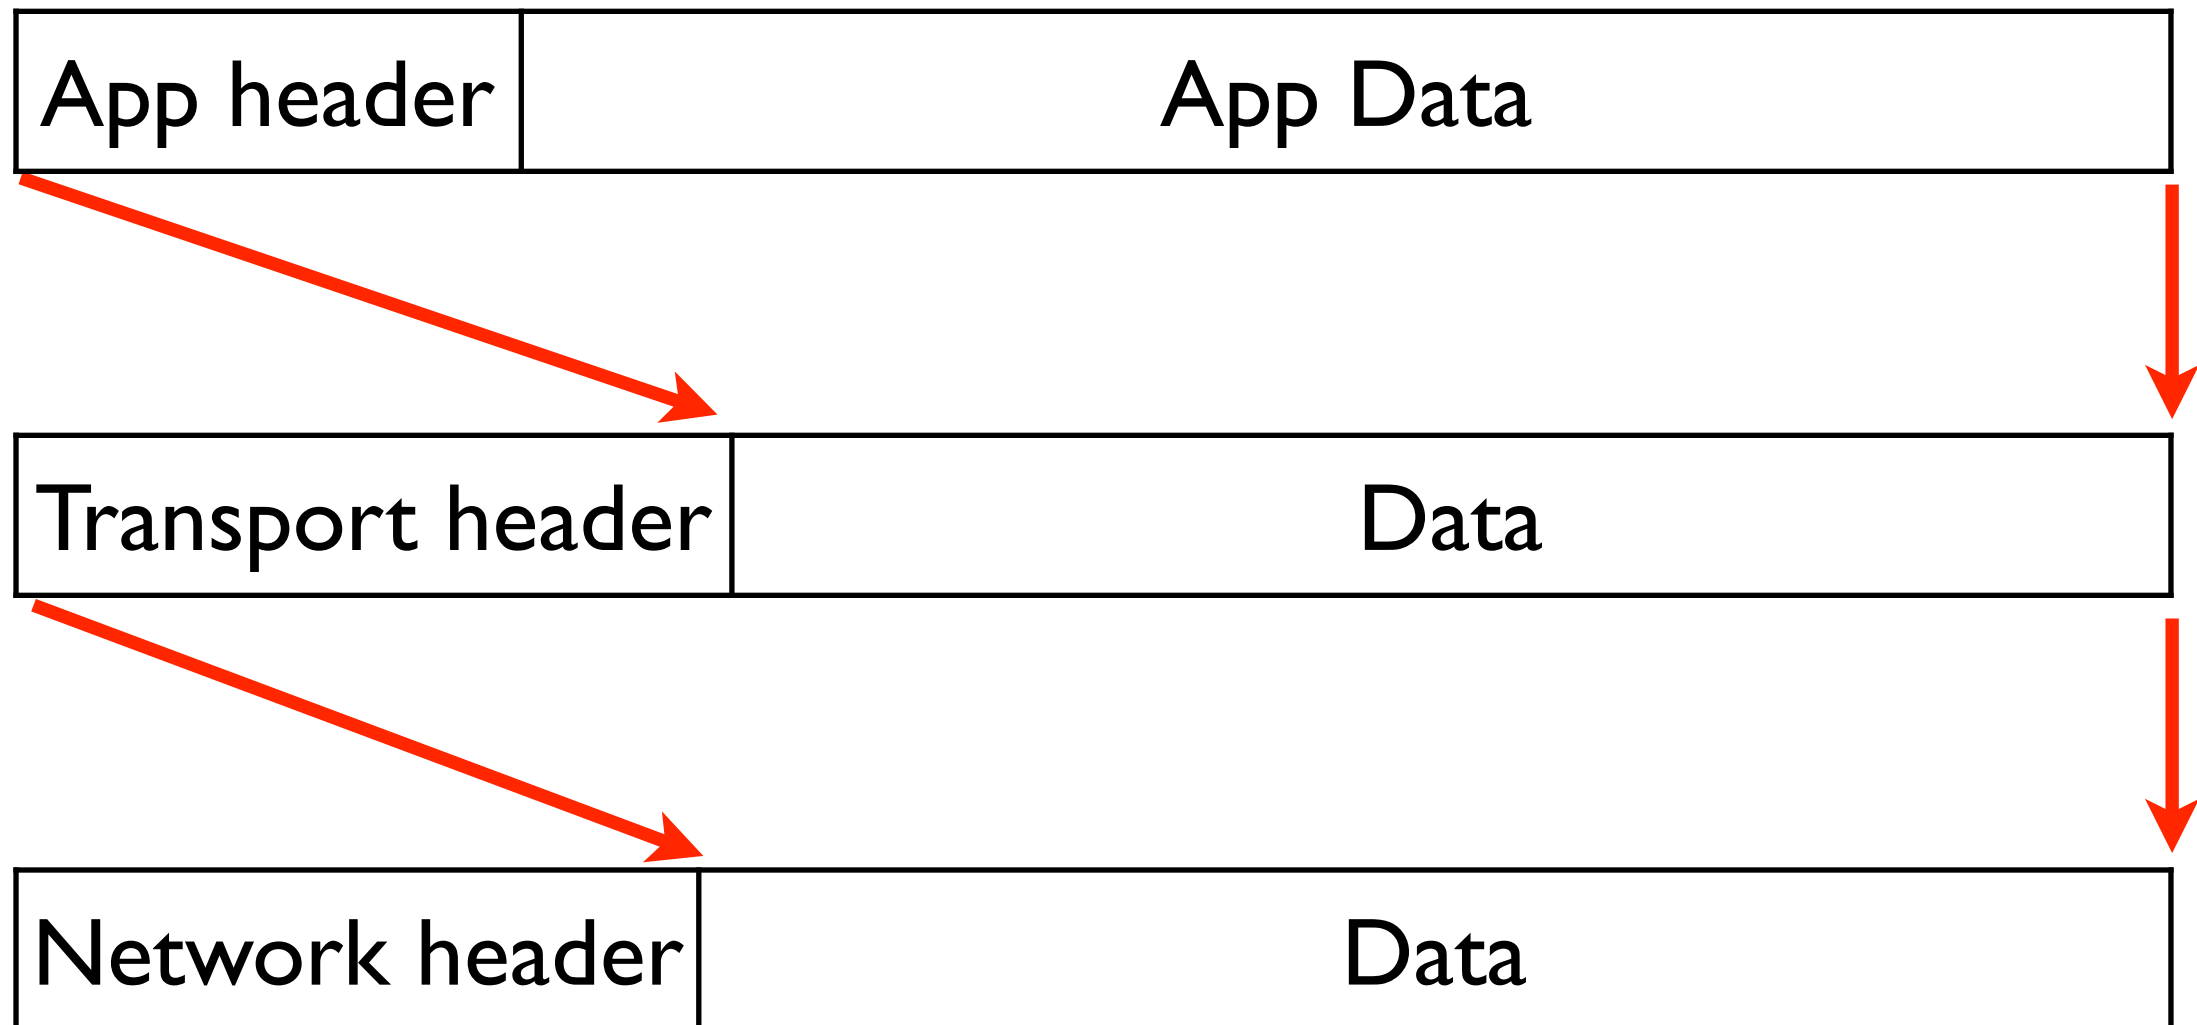 App header App Data
Transport header Data
Network header Data